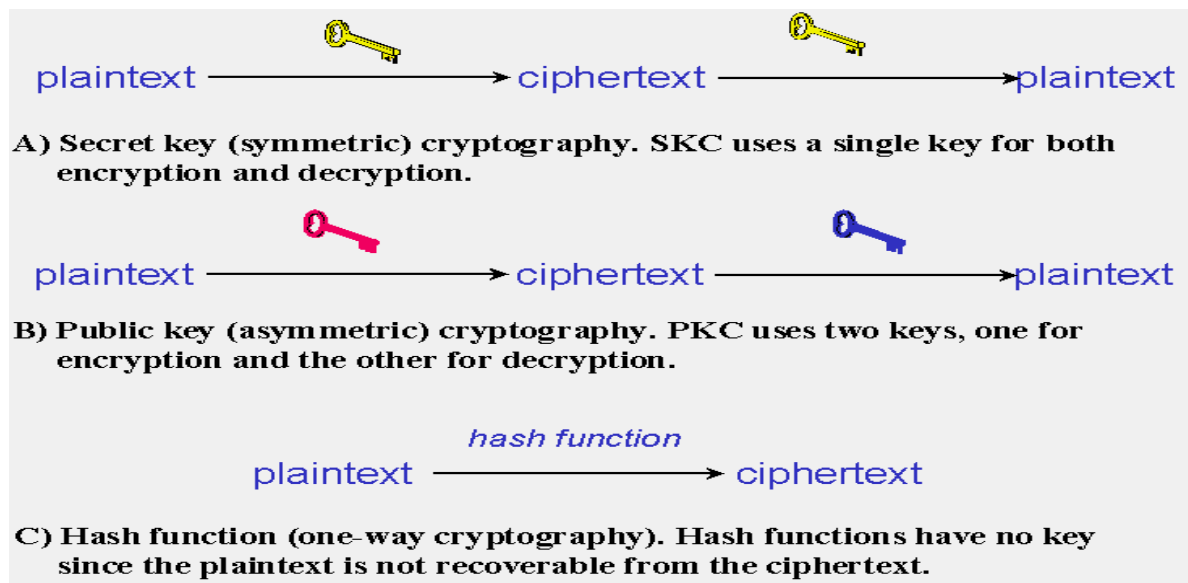 plaintext ciphertext plaintext
A) Secret key (symmetric) cryptography. SKC uses a single key for both
encryption and decryption.
plaintext ciphertext plaintext
B) Public key (asymmetric) cryptography. PKC uses two keys, one for
encryption and the other for decryption.
hash function
plaintext ciphertext
C) Hash function (one-way cryptography). Hash functions have no key
since the plaintext is not recoverable from the ciphertext.